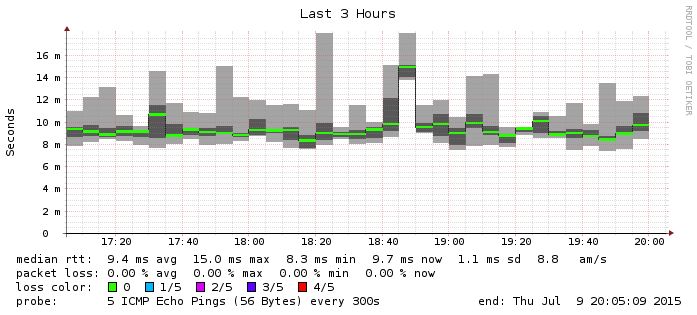 Last 3 Hours
RRDTOOL / TOBI OETIKER
Seconds
16 m
14 m
12 m
10 m
8 m
6 m
4 m
2 m
0
17:20 17:40 18:00 18:20 18:40 19:00 19:20 19:40 20:00
median rtt: 9.4 ms avg 15.0 ms max 8.3 ms min 9.7 ms now 1.1 ms sd 8.8 am/s
packet loss: 0.00 % avg 0.00 % max 0.00 % min 0.00 % now
loss color: 0 1/5 2/5 3/5 4/5
probe: 5 ICMP Echo Pings (56 Bytes) every 300s end: Thu Jul 9 20:05:09 2015